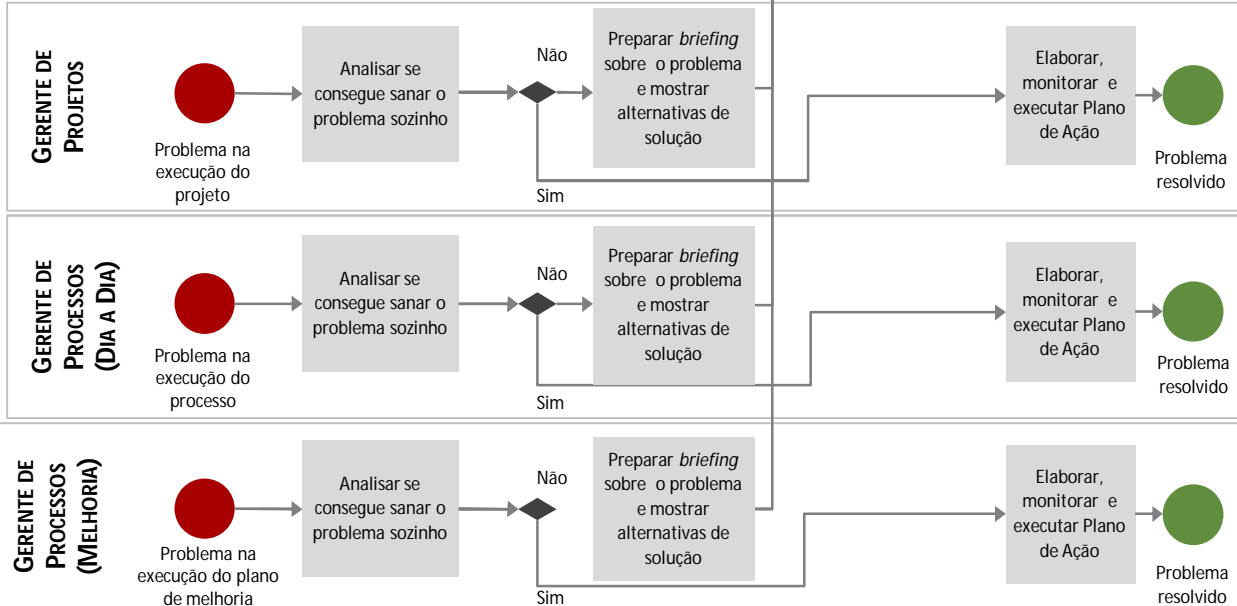 GERENTE DE
PROJETOS
Problema na
execução do
projeto
Analisar se
consegue sanar o
problema sozinho
Não
Sim
Preparar briefing
sobre o problema
e mostrar
alternativas de
solução
Elaborar,
monitorar e
executar Plano
de Ação
Problema
resolvido
GERENTE DE
PROCESSOS
(DIA A DIA)
Problema na
execução do
processo
Analisar se
consegue sanar o
problema sozinho
Não
Sim
Preparar briefing
sobre o problema
e mostrar
alternativas de
solução
Elaborar,
monitorar e
executar Plano
de Ação
Problema
resolvido
GERENTE DE
PROCESSOS
(MELHORIA)
Problema na
execução do plano
de melhoria
Analisar se
consegue sanar o
problema sozinho
Não
Sim
Preparar briefing
sobre o problema
e mostrar
alternativas de
solução
Elaborar,
monitorar e
executar Plano
de Ação
Problema
resolvido